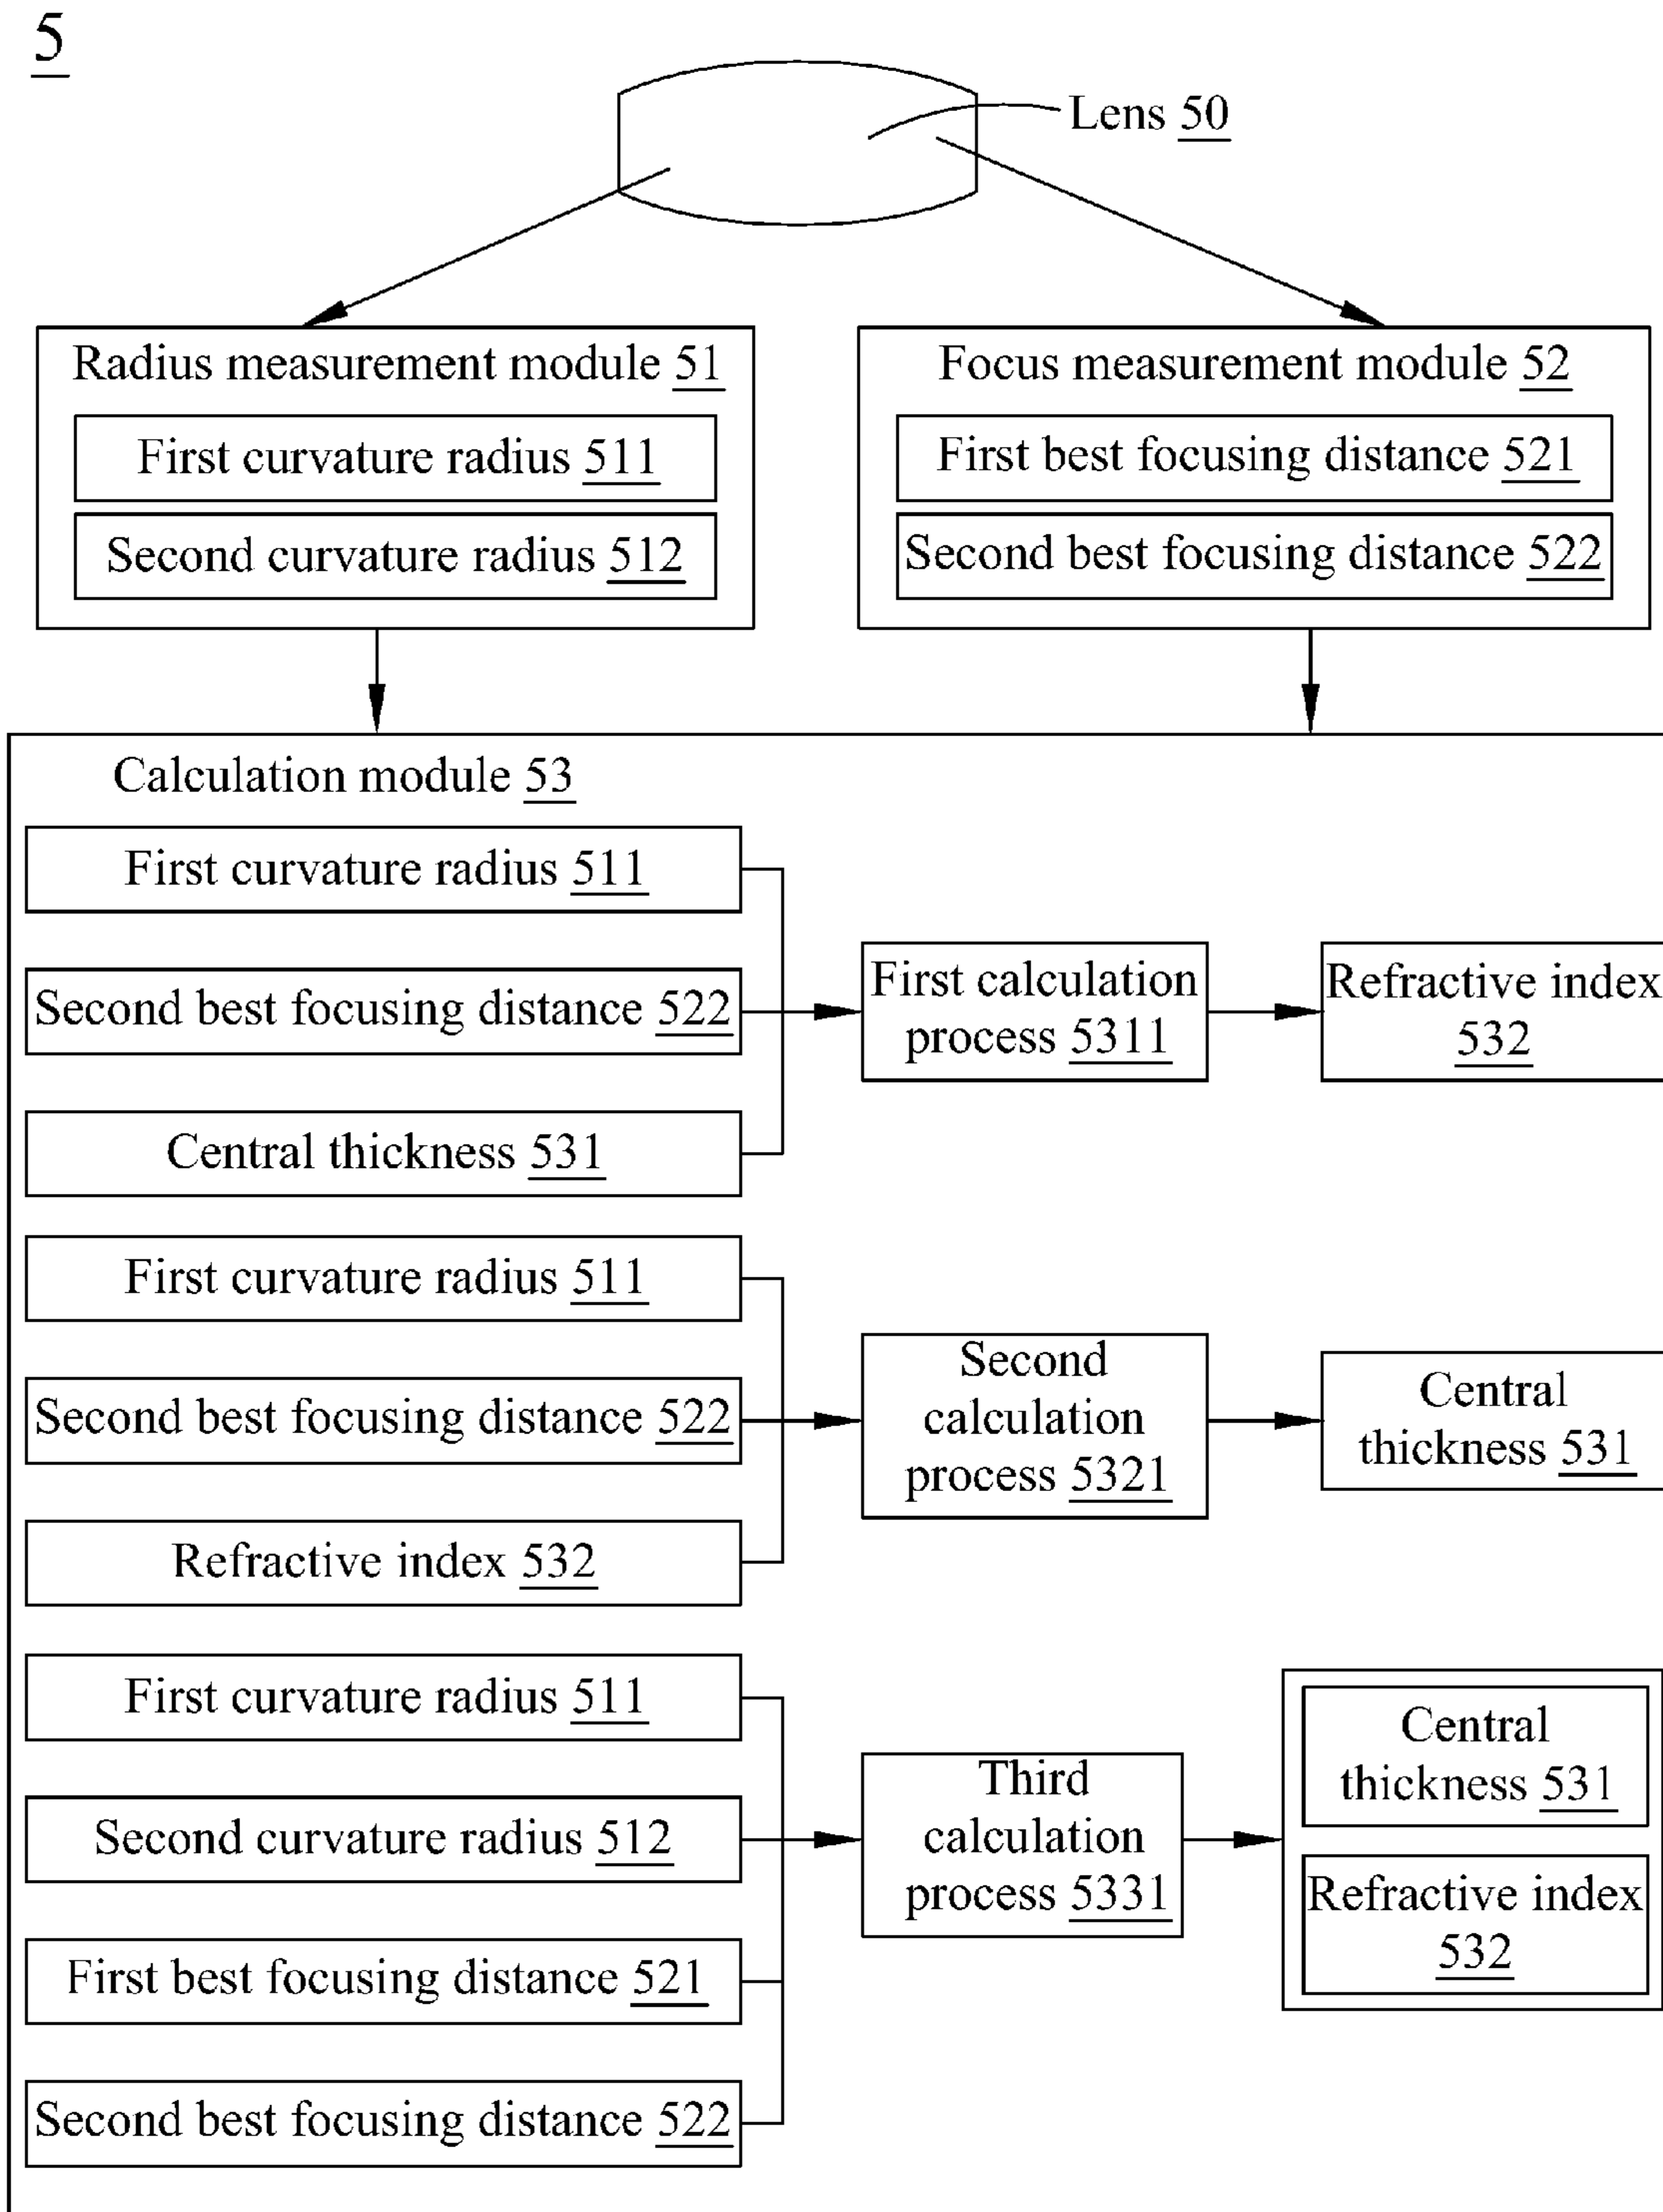 5
Lens 50
Radius measurement module 51
First curvature radius 511
Second curvature radius 512
Focus measurement module 52
First best focusing distance 521
Second best focusing distance 522
Calculation module 53
First curvature radius 511
Second best focusing distance 522
Central thickness 531
First calculation
process 5311
Refractive index
532
First curvature radius 511
Second best focusing distance 522
Refractive index 532
Second
calculation
process 5321
Central
thickness 531
First curvature radius 511
Second curvature radius 512
First best focusing distance 521
Second best focusing distance 522
Third
calculation
process 5331
Central
thickness 531
Refractive index
532